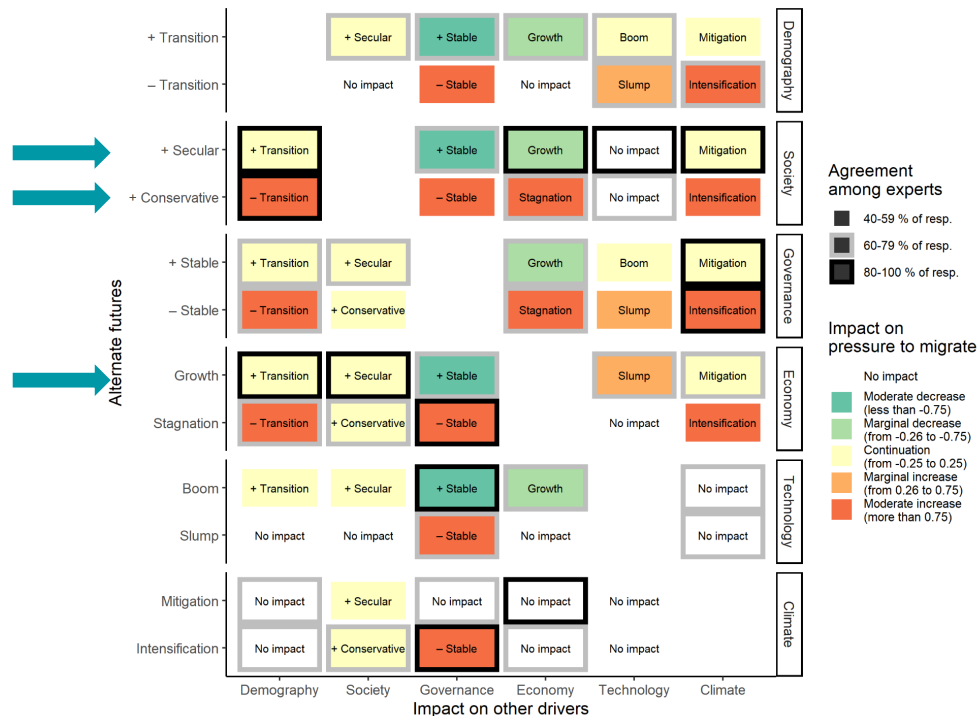 + Transition
+ Secular
+ Stable
Growth
Boom
Mitigation
– Transition
No impact
– Stable
No impact
Slump
Intensification
Demography
+ Secular
+ Transition
+ Stable
Growth
No impact
Mitigation
+ Conservative
– Transition
– Stable
Stagnation
No impact
Intensification
Society
+ Stable
+ Transition
+ Secular
Growth
Boom
Mitigation
– Stable
– Transition
+ Conservative
Stagnation
Slump
Intensification
Governance
Growth
+ Transition
+ Secular
+ Stable
Slump
Mitigation
Stagnation
– Transition
+ Conservative
– Stable
No impact
Intensification
Economy
Boom
+ Transition
+ Secular
+ Stable
Growth
No impact
Slump
No impact
No impact
– Stable
No impact
No impact
Technology
Mitigation
No impact
+ Secular
No impact
No impact
No impact
Intensification
No impact
+ Conservative
– Stable
No impact
No impact
Climate
Demography
Society
Governance
Economy
Technology
Climate
Impact on other drivers
Alternate futures
Agreement
among experts
40-59 % of resp.
60-79 % of resp.
80-100 % of resp.
Impact on
pressure to migrate
No impact
Moderate decrease
(less than -0.75)
Marginal decrease
(from -0.26 to -0.75)
Continuation
(from -0.25 to 0.25)
Marginal increase
(from 0.26 to 0.75)
Moderate increase
(more than 0.75)